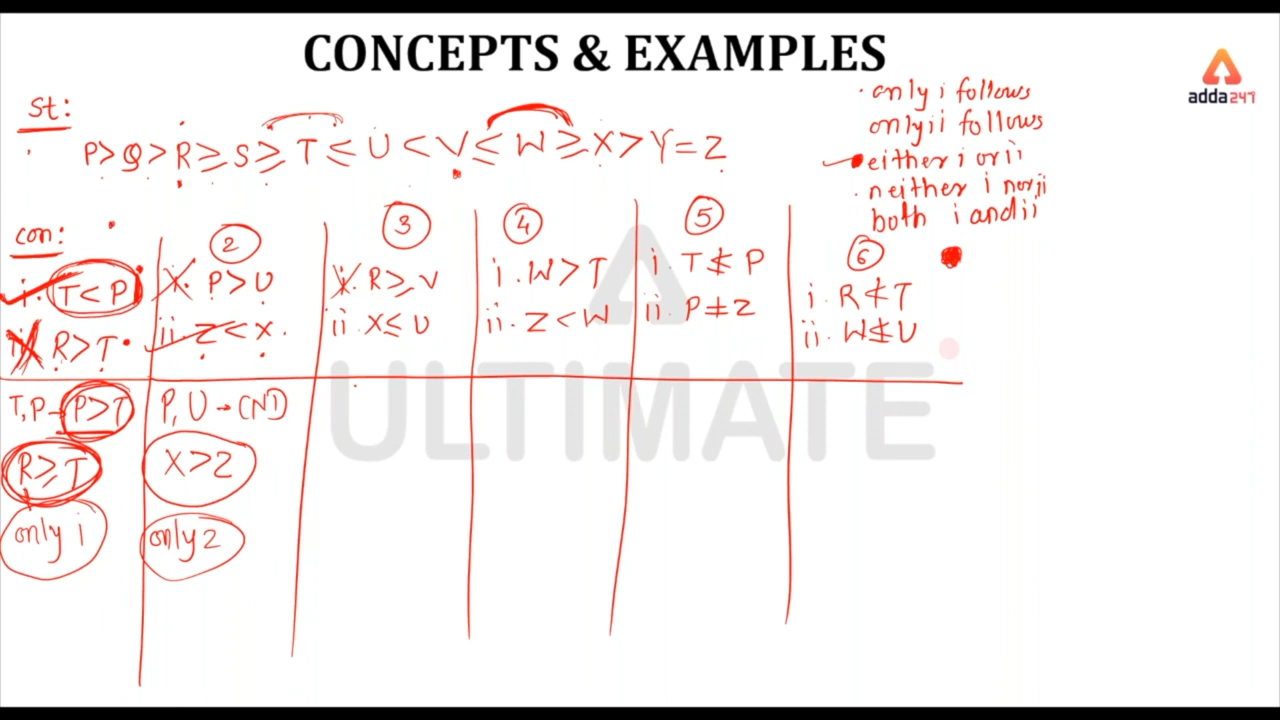 CONCEPTS & EXAMPLES
adda247
St:
P>Q>R≥S≥T≤U<V≤W≥X>Y=Z
only i follows
only ii follows
either i or ii
neither i nor ii
both i and ii
con:
i. T<P
ii. R>T
T,P→P>T
R≥T
only i
②
i. P>U
ii. Z<X
P,U→(ND)
X>Z
only 2
③
i. R≥V
ii. X≤U
④
i. W>T
ii. Z<W
⑤
i. T≰P
ii. P≠Z
⑥
i. R≮T
ii. W≰U
ULTIMATE